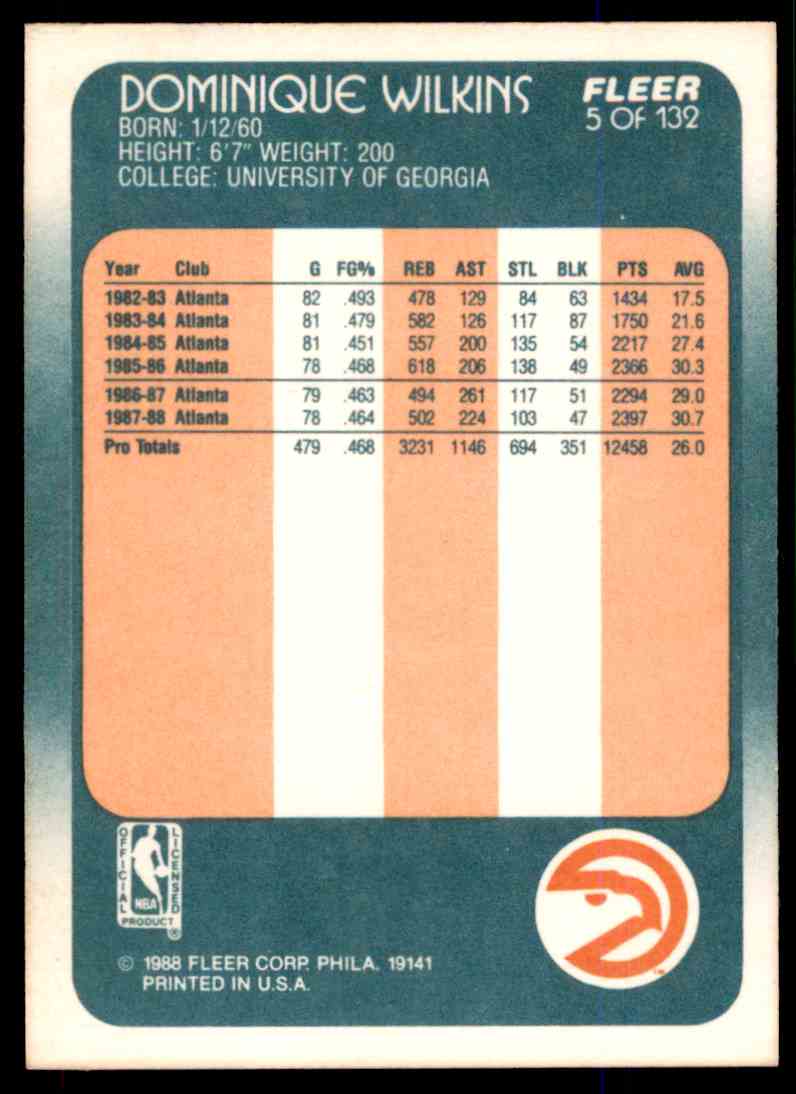 DOMINIQUE WILKINS
FLEER
5 OF 132
BORN: 1/12/60
HEIGHT: 6'7" WEIGHT: 200
COLLEGE: UNIVERSITY OF GEORGIA
Year Club G FG% REB AST STL BLK PTS AVG
1982-83 Atlanta 82 .493 478 129 84 63 1434 17.5
1983-84 Atlanta 81 .479 582 126 117 87 1750 21.6
1984-85 Atlanta 81 .451 557 200 135 54 2217 27.4
1985-86 Atlanta 78 .468 618 206 138 49 2366 30.3
1986-87 Atlanta 79 .463 494 261 117 51 2294 29.0
1987-88 Atlanta 78 .464 502 224 103 47 2397 30.7
Pro Totals 479 .468 3231 1146 694 351 12458 26.0
OFFICIAL
LICENSED
NBA
PRODUCT
®
TM
© 1988 FLEER CORP. PHILA. 19141
PRINTED IN U.S.A.